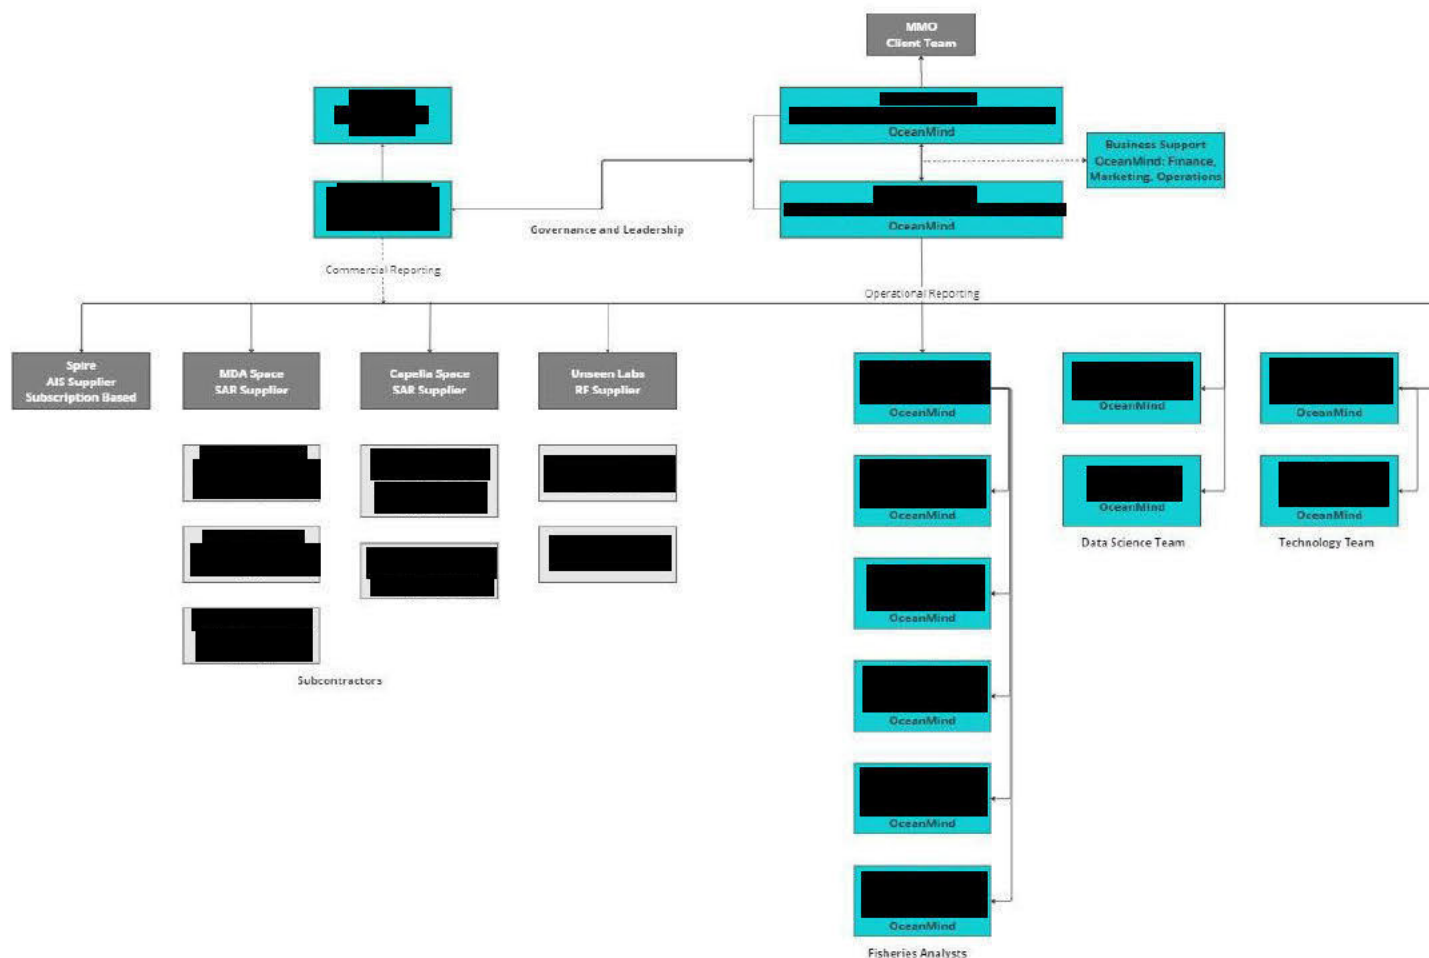 MMO
Client Team
OceanMind
Business Support
OceanMind: Finance,
Marketing, Operations
OceanMind
Governance and Leadership
Commercial Reporting
Operational Reporting
Spire
AIS Supplier
Subscription Based
MDA Space
SAR Supplier
Capella Space
SAR Supplier
Unseen Labs
RF Supplier
OceanMind
OceanMind
OceanMind
OceanMind
OceanMind
OceanMind
Data Science Team
Technology Team
OceanMind
Subcontractors
OceanMind
OceanMind
OceanMind
Fisheries Analysts